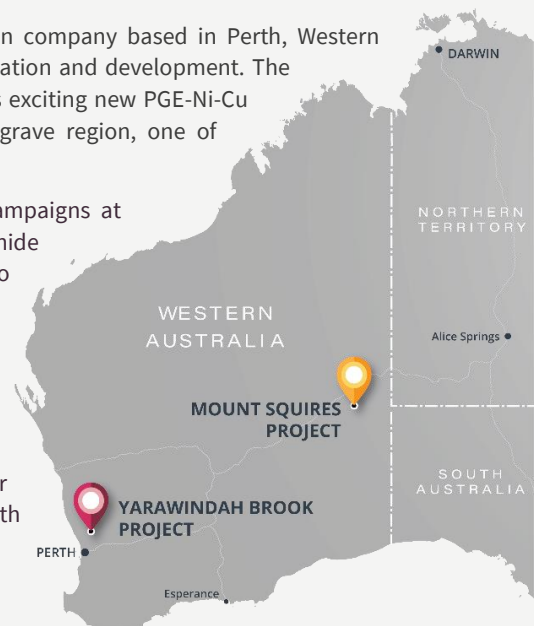 n company based in Perth, Western
ation and development. The
s exciting new PGE-Ni-Cu
grave region, one of
ampaigns at
nide
o
r
th
DARWIN
NORTHERN
TERRITORY
WESTERN
AUSTRALIA
Alice Springs
MOUNT SQUIRES
PROJECT
SOUTH
AUSTRALIA
YARAWINDAH BROOK
PROJECT
PERTH
Esperance